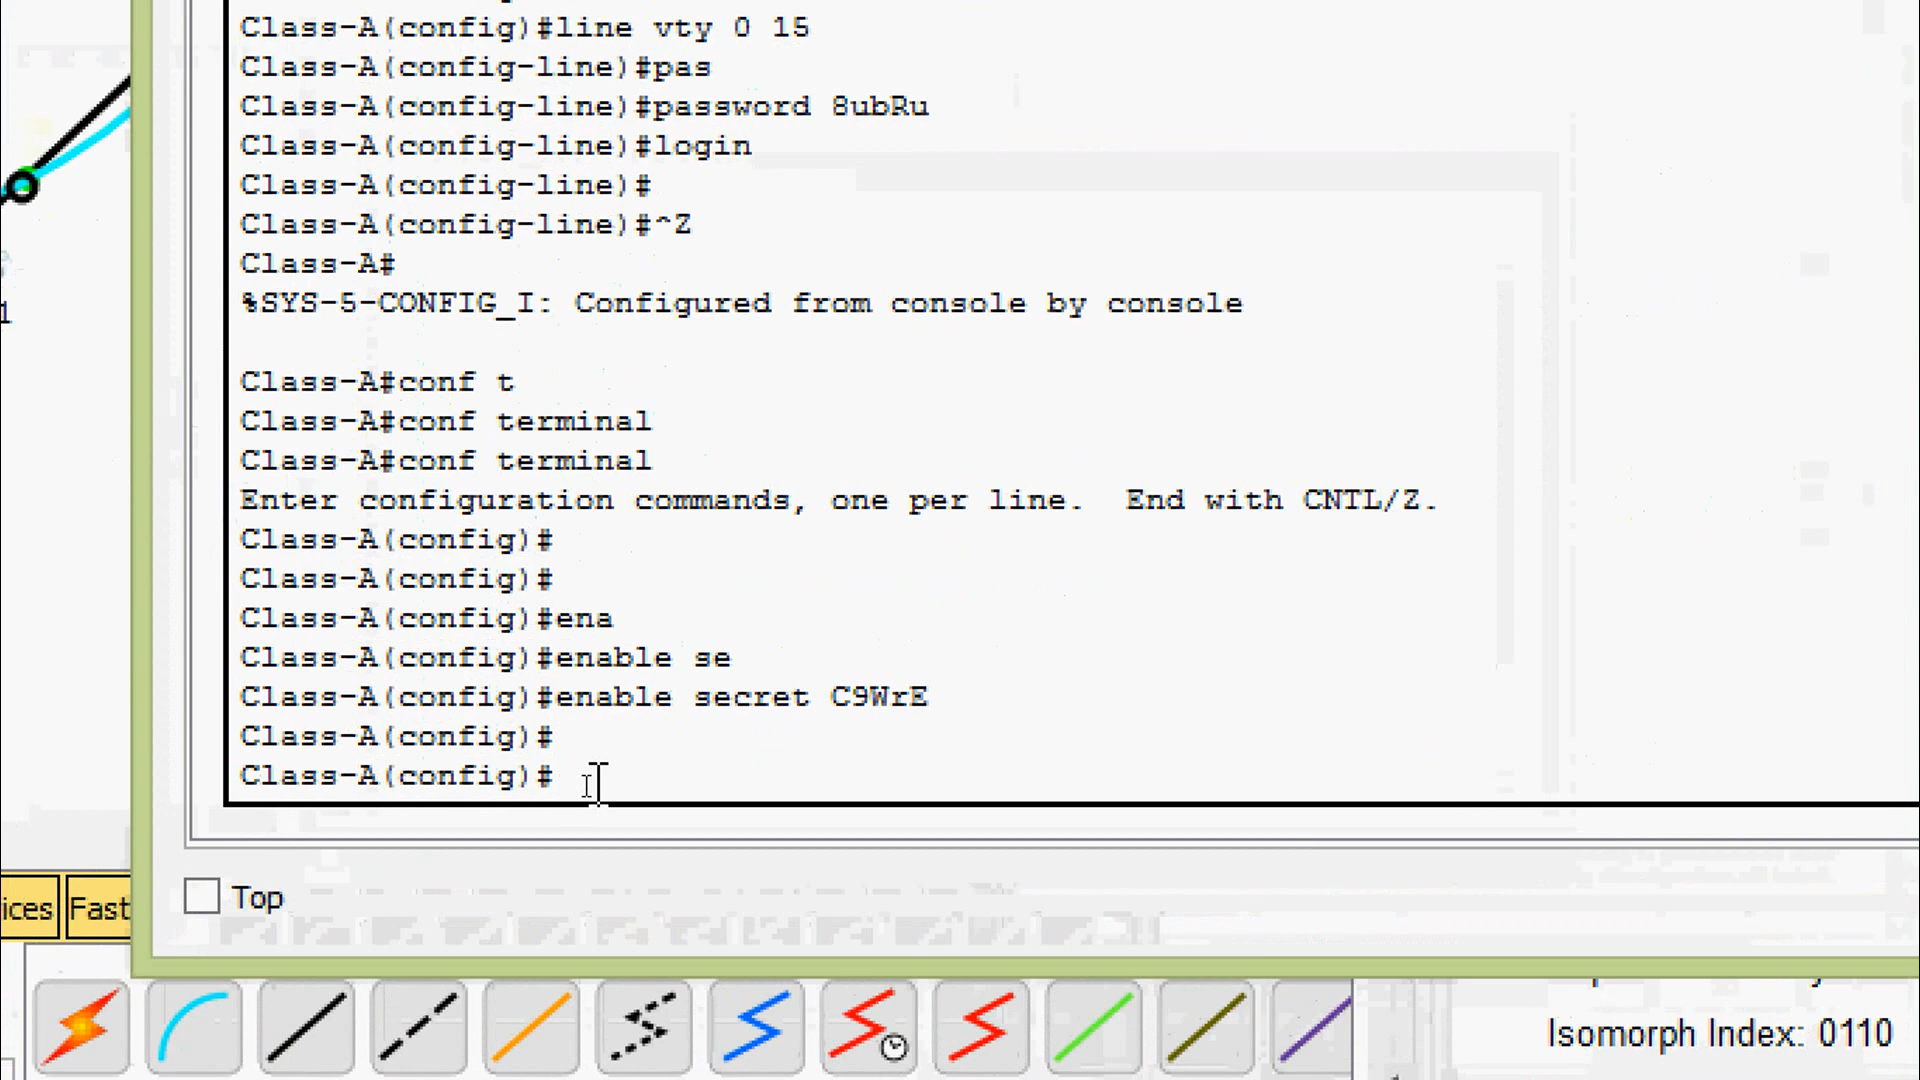 Class-A(config)#line vty 0 15
Class-A(config-line)#pas
Class-A(config-line)#password 8ubRu
Class-A(config-line)#login
Class-A(config-line)#
Class-A(config-line)#^Z
Class-A#
%SYS-5-CONFIG_I: Configured from console by console
1
Class-A#conf t
Class-A#conf terminal
Class-A#conf terminal
Enter configuration commands, one per line.  End with CNTL/Z.
Class-A(config)#
Class-A(config)#
Class-A(config)#ena
Class-A(config)#enable se
Class-A(config)#enable secret C9WrE
Class-A(config)#
Class-A(config)#
Top
ices Fast
Isomorph Index: 0110